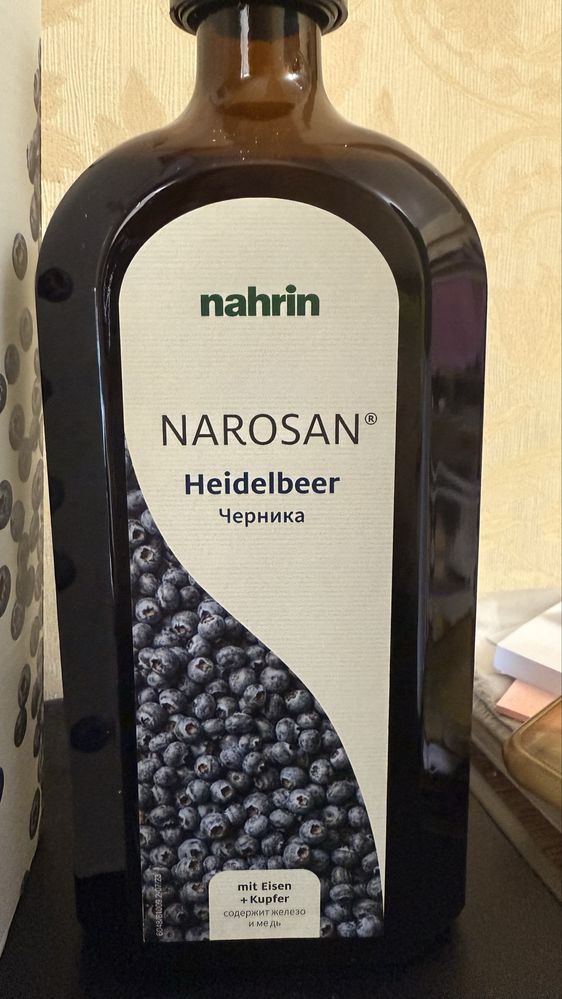 nahrin
NAROSAN®
Heidelbeer
Черника
mit Eisen
+ Kupfer
содержит железо
и медь